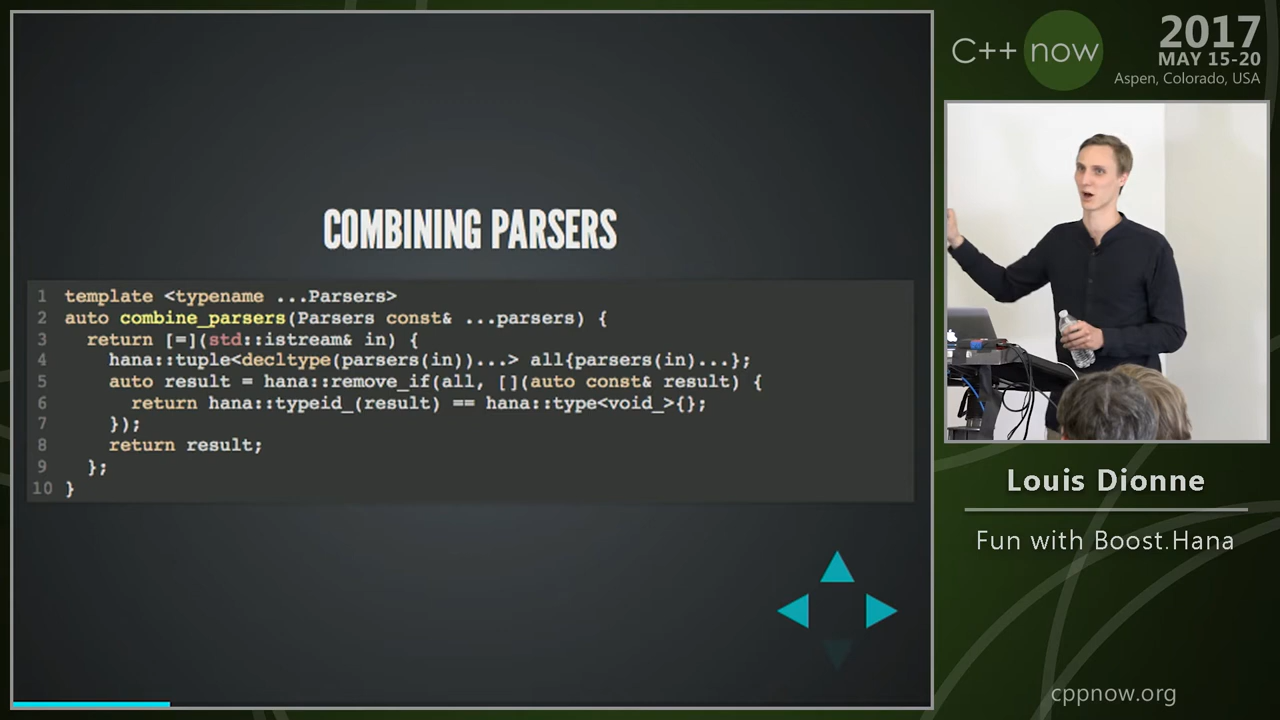 COMBINING PARSERS
1 template <typename ...Parsers>
2 auto combine_parsers(Parsers const& ...parsers) {
3   return [=](std::istream& in) {
4     hana::tuple<decltype(parsers(in))...> all{parsers(in)...};
5     auto result = hana::remove_if(all, [](auto const& result) {
6       return hana::typeid_(result) == hana::type<void_>{};
7     });
8     return result;
9   };
10 }
C++ now
2017
MAY 15-20
Aspen, Colorado, USA
Louis Dionne
Fun with Boost.Hana
cppnow.org